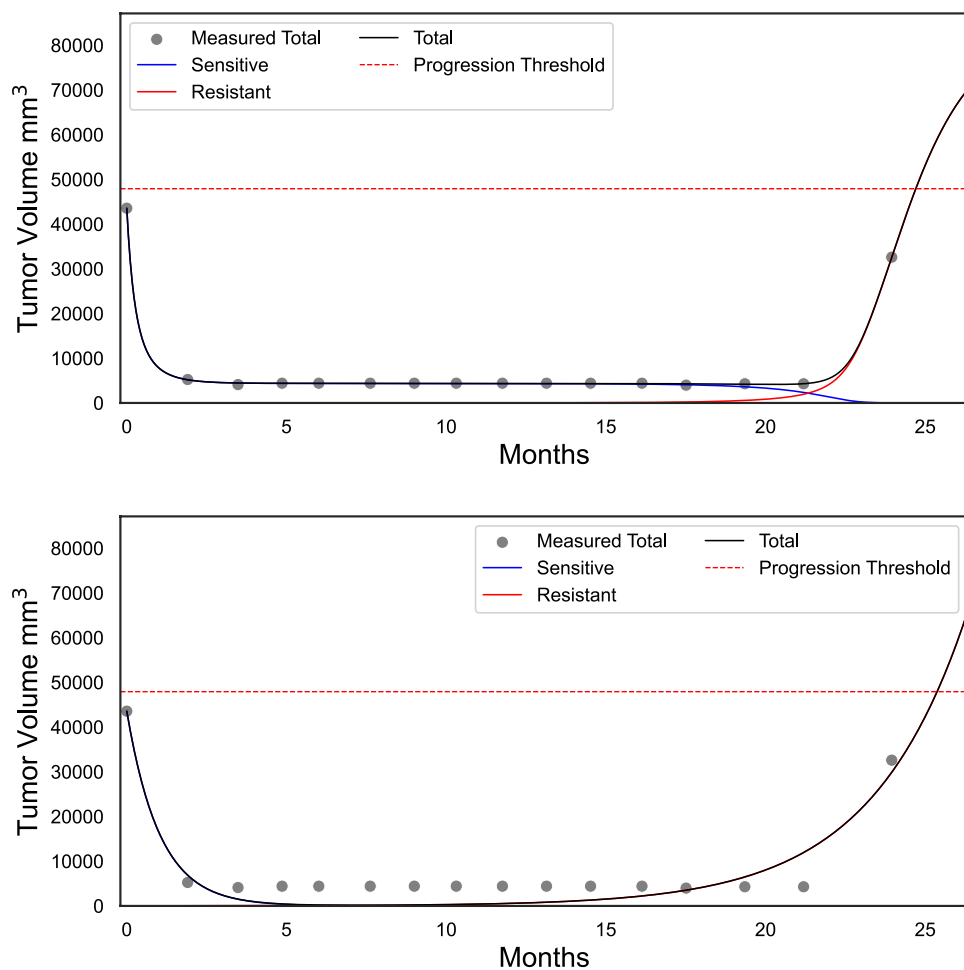 80000
70000
60000
50000
40000
30000
20000
10000
0
Tumor Volume mm³
Measured Total
Sensitive
Resistant
Total
Progression Threshold
0 5 10 15 20 25
Months
80000
70000
60000
50000
40000
30000
20000
10000
0
Tumor Volume mm³
Measured Total
Sensitive
Resistant
Total
Progression Threshold
0 5 10 15 20 25
Months